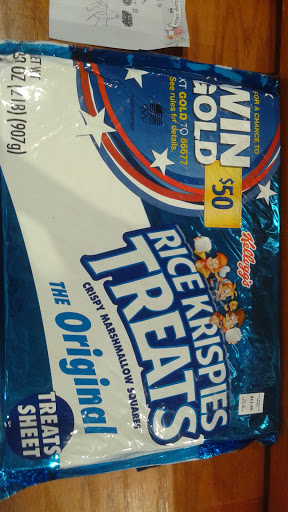 FOR A CHANCE TO
WIN
GOLD
$50
XT GOLD TO 86677
See rules for details.
Kellogg's
RICE KRISPIES
TREATS
CRISPY MARSHMALLOW SQUARES
THE Original
TREATS
SHEET
(2 LB) (907g)